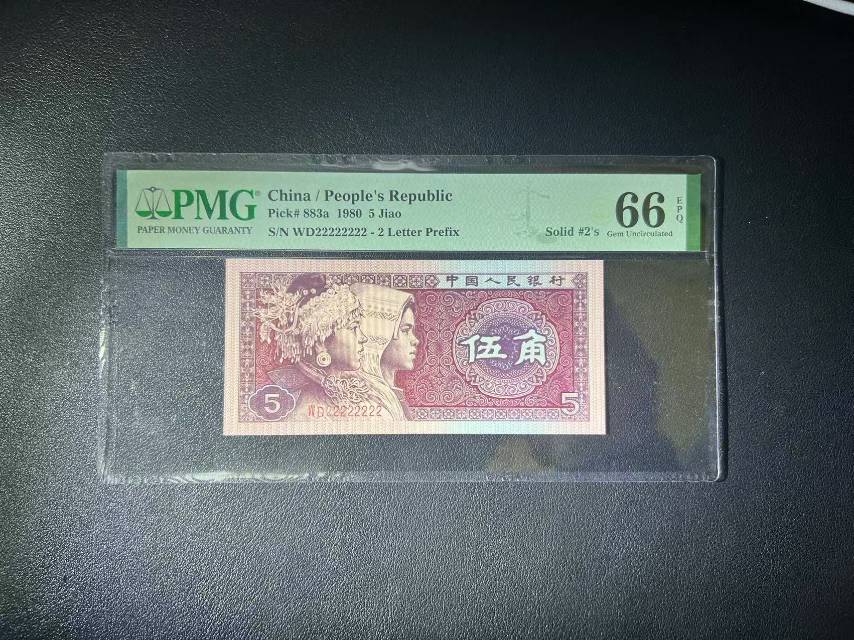 PMG®
PAPER MONEY GUARANTY
China / People's Republic
Pick# 883a 1980 5 Jiao
S/N WD22222222 - 2 Letter Prefix
Solid #2's
66 EPQ
Gem Uncirculated
中国人民银行
伍角
5
WD22222222
5